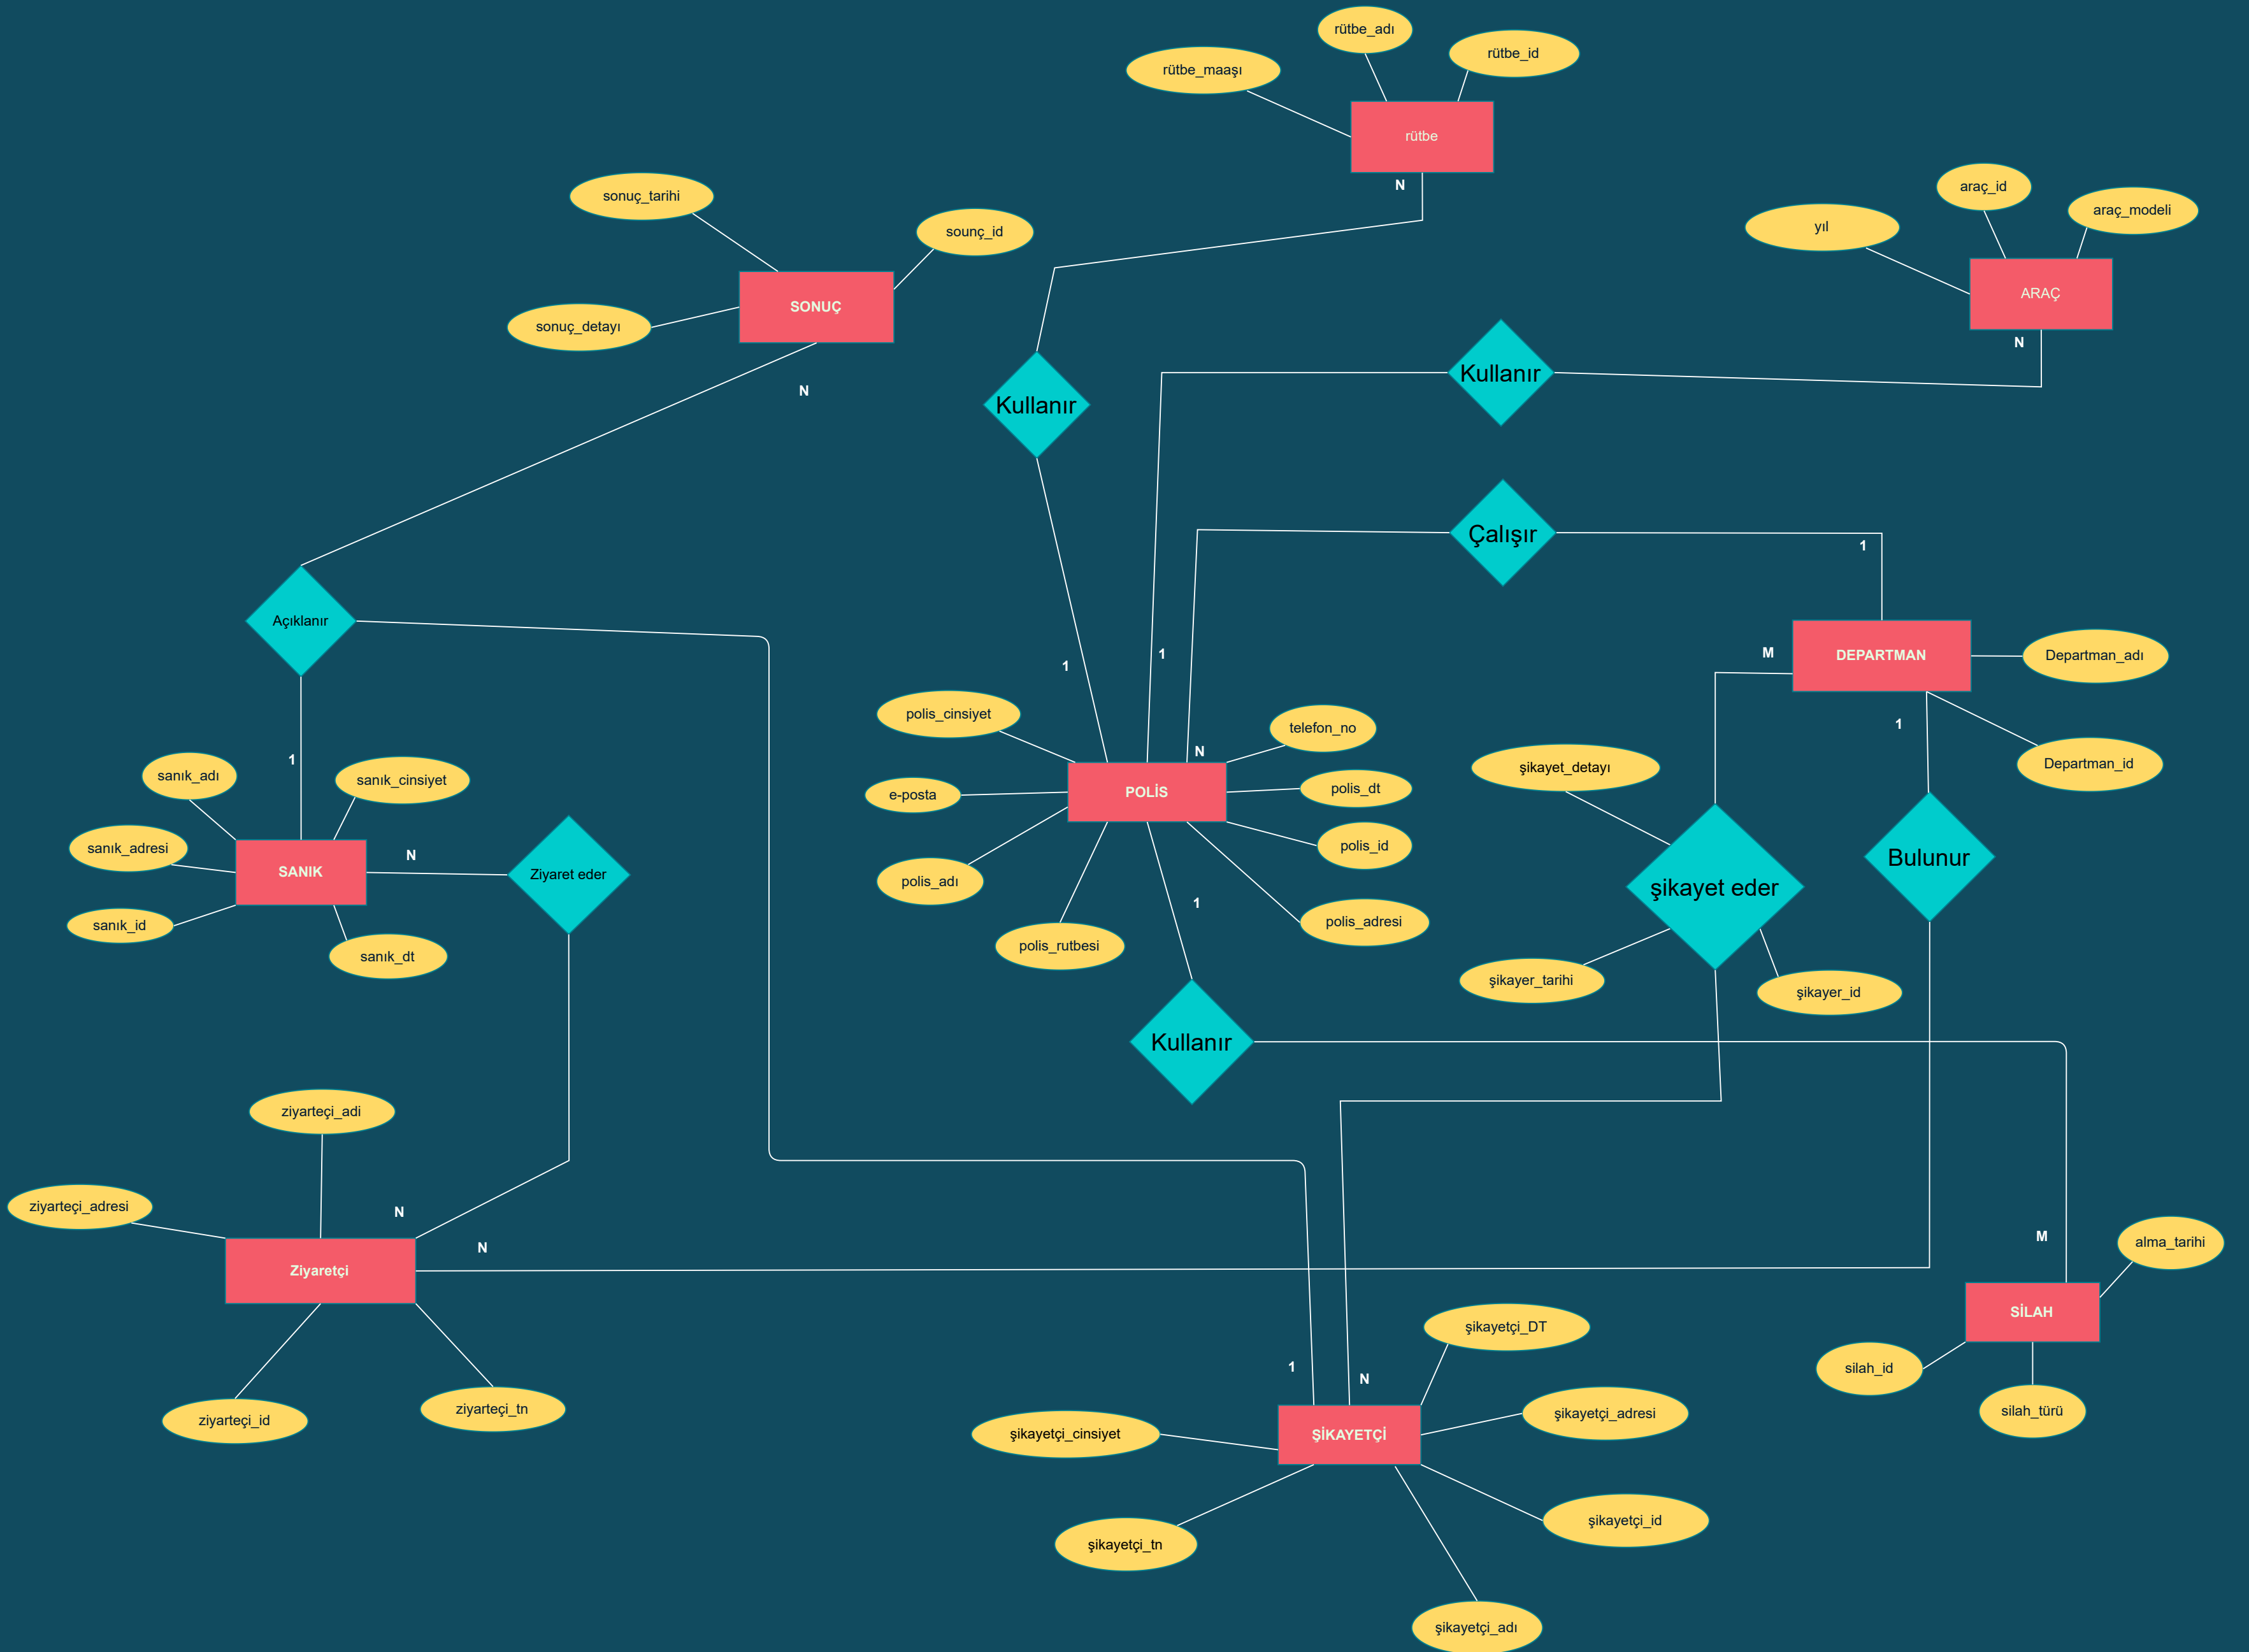 rütbe_adı
rütbe_id
rütbe_maaşı
rütbe
N
araç_id
araç_modeli
yıl
ARAÇ
N
sonuç_tarihi
sounç_id
sonuç_detayı
SONUÇ
N
Kullanır
Kullanır
Çalışır
1
Açıklanır
1
1
1
M
DEPARTMAN
Departman_adı
1
Departman_id
polis_cinsiyet
telefon_no
N
e-posta
POLİS
polis_dt
polis_id
polis_adı
polis_rutbesi
polis_adresi
1
Kullanır
şikayet_detayı
şikayet eder
Bulunur
şikayer_tarihi
şikayer_id
sanık_adı
sanık_cinsiyet
sanık_adresi
SANIK
N
Ziyaret eder
sanık_id
sanık_dt
ziyarteçi_adi
ziyarteçi_adresi
N
N
Ziyaretçi
ziyarteçi_id
ziyarteçi_tn
M
alma_tarihi
SİLAH
silah_id
silah_türü
1
N
şikayetçi_DT
şikayetçi_cinsiyet
ŞİKAYETÇİ
şikayetçi_adresi
şikayetçi_tn
şikayetçi_id
şikayetçi_adı